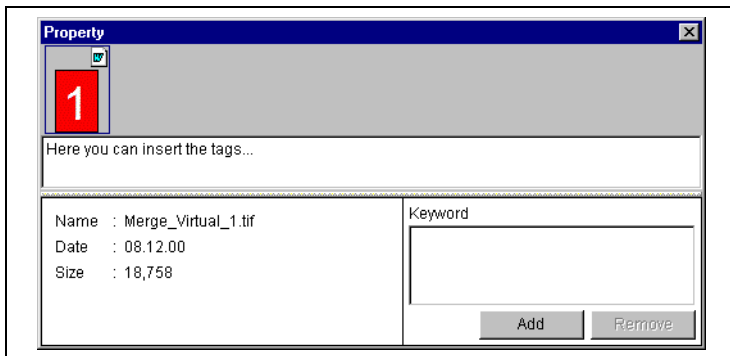 Property
1
Here you can insert the tags...
Name : Merge_Virtual_1.tif
Date : 08.12.00
Size : 18,758
Keyword
Add
Remove